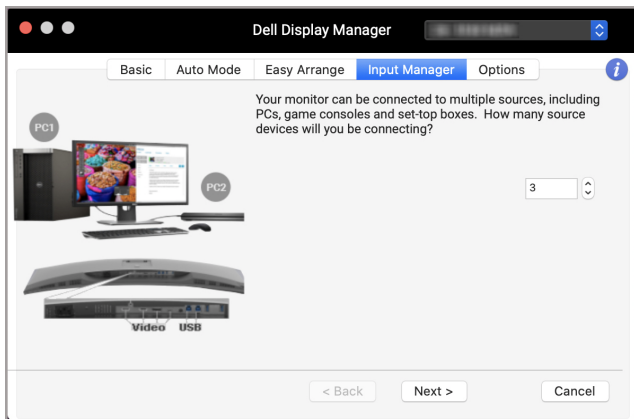 Dell Display Manager
Basic Auto Mode Easy Arrange Input Manager Options i
Your monitor can be connected to multiple sources, including
PCs, game consoles and set-top boxes. How many source
devices will you be connecting?
PC1
PC2
3
Video USB
< Back Next > Cancel